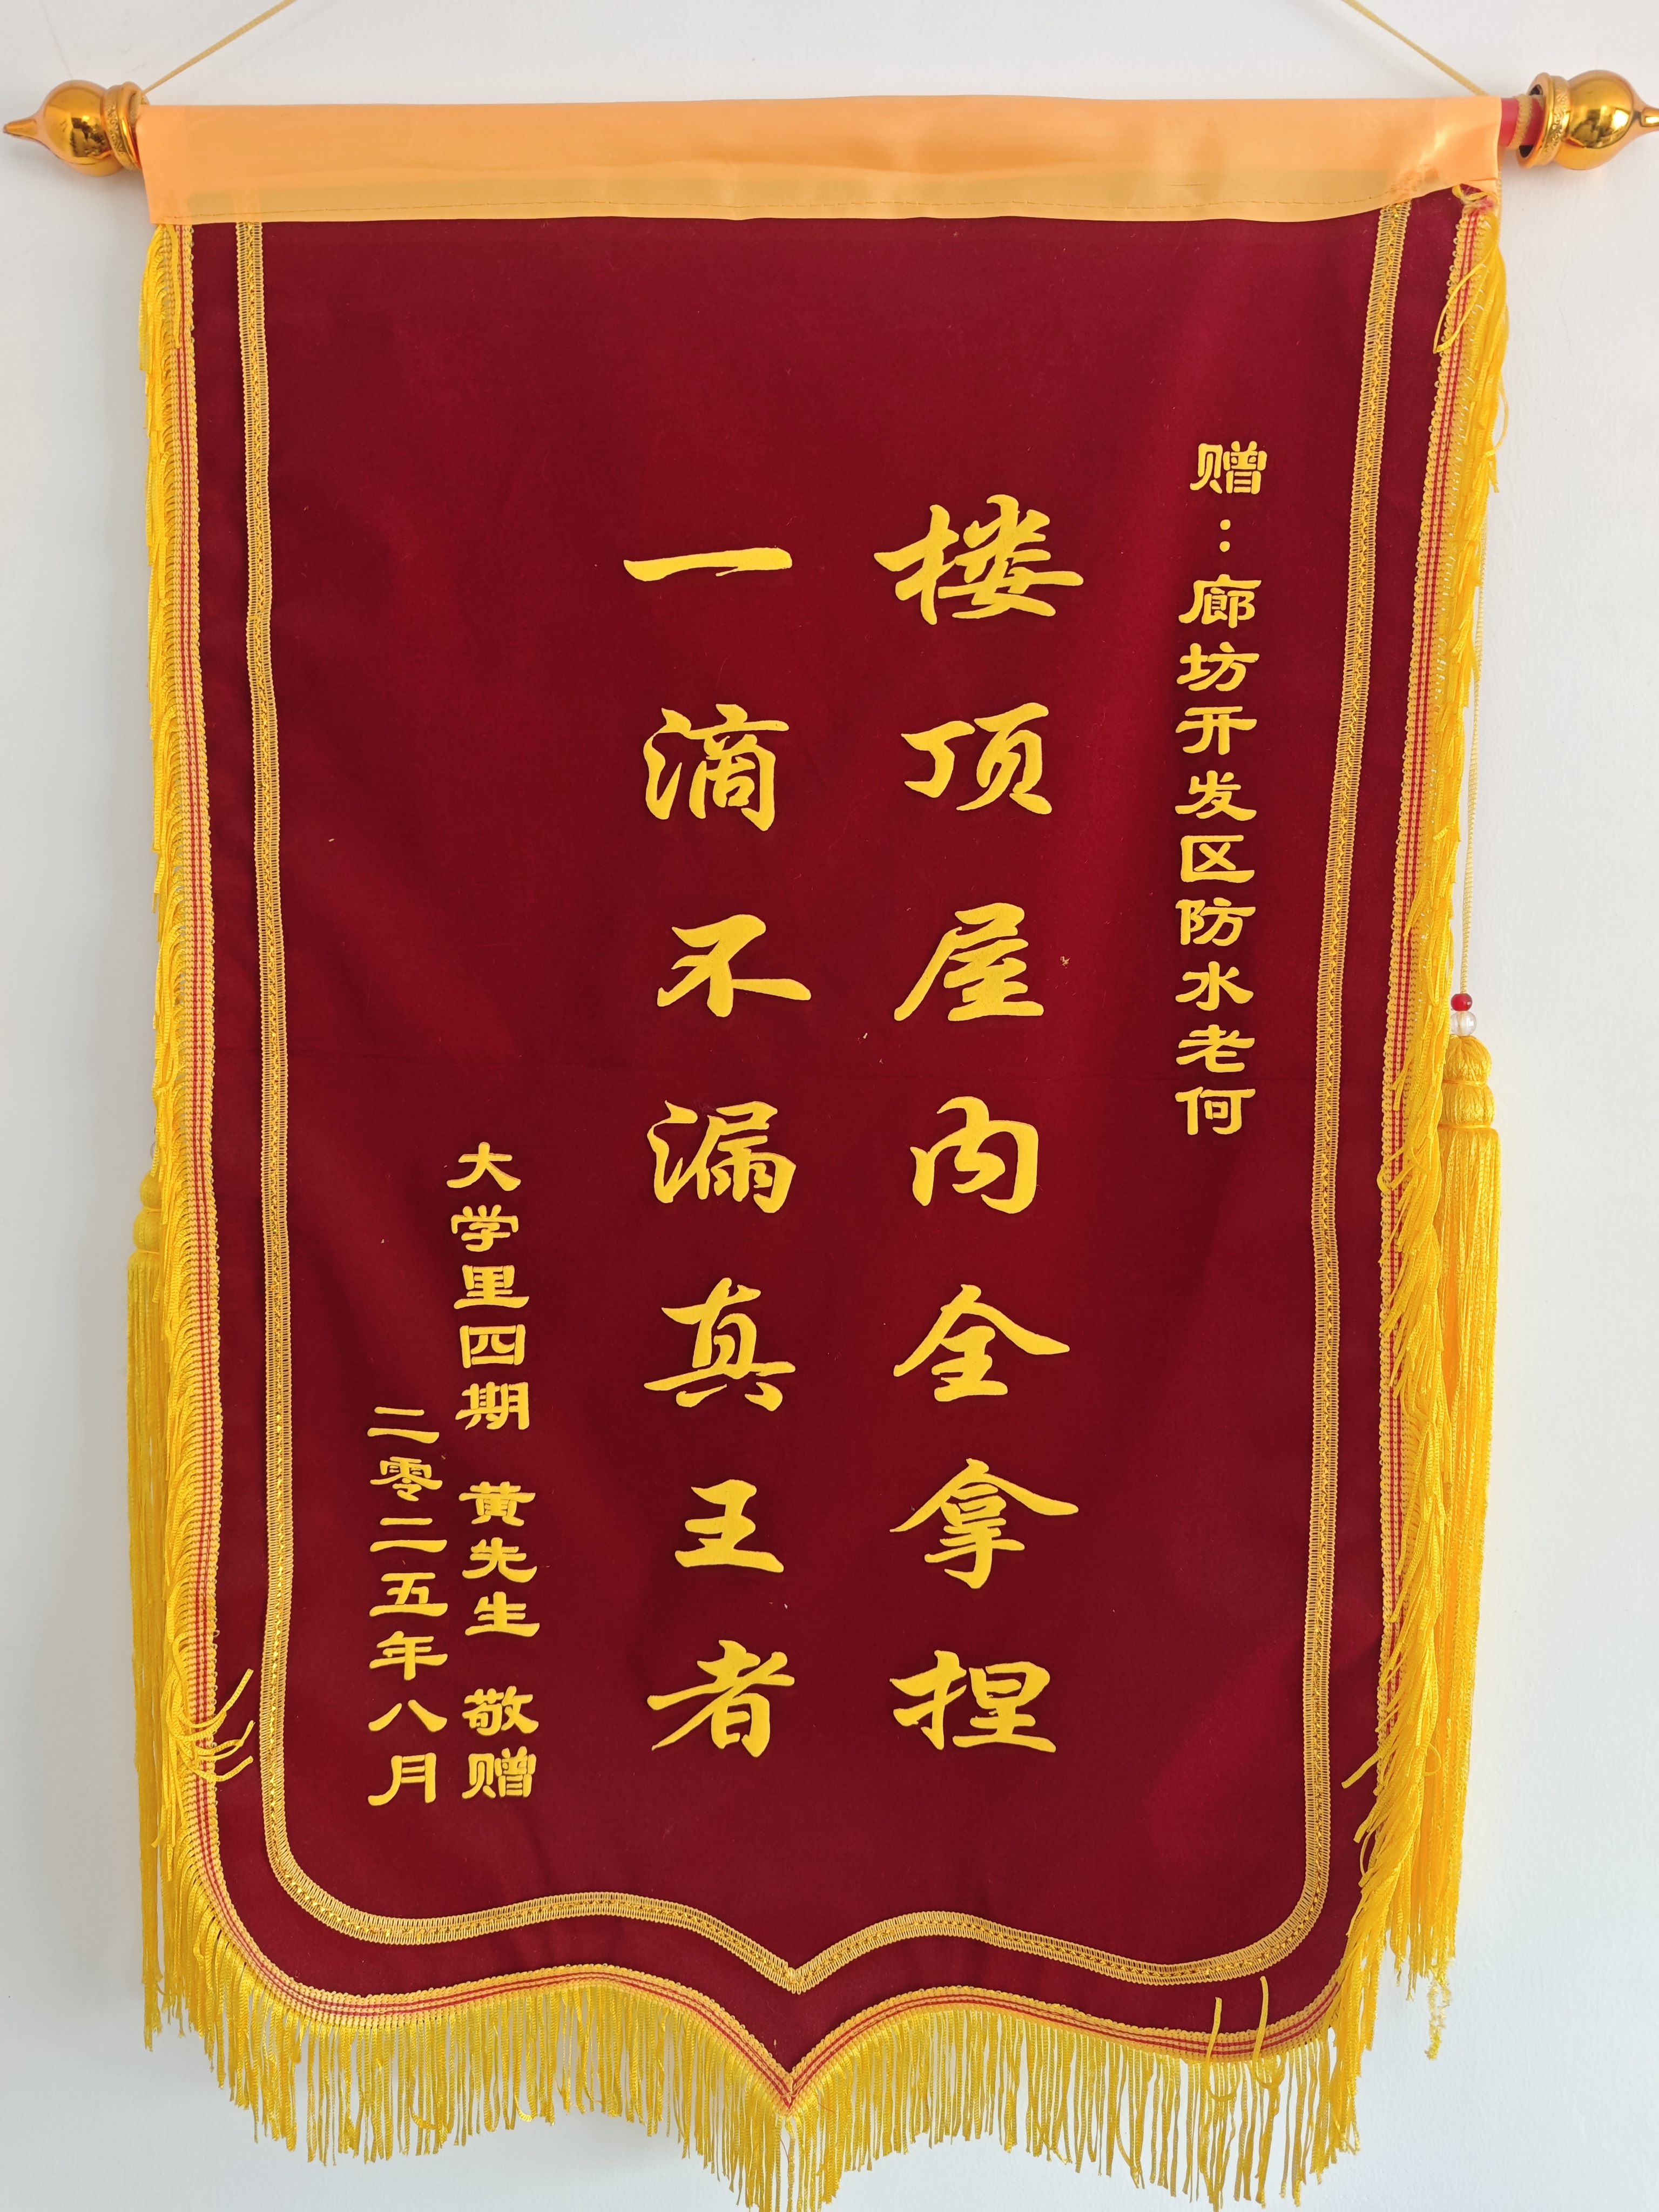 赠：廊坊开发区防水老何
楼顶屋内全拿捏
一滴不漏真王者
大学里四期 黄先生 敬赠
二零二五年八月